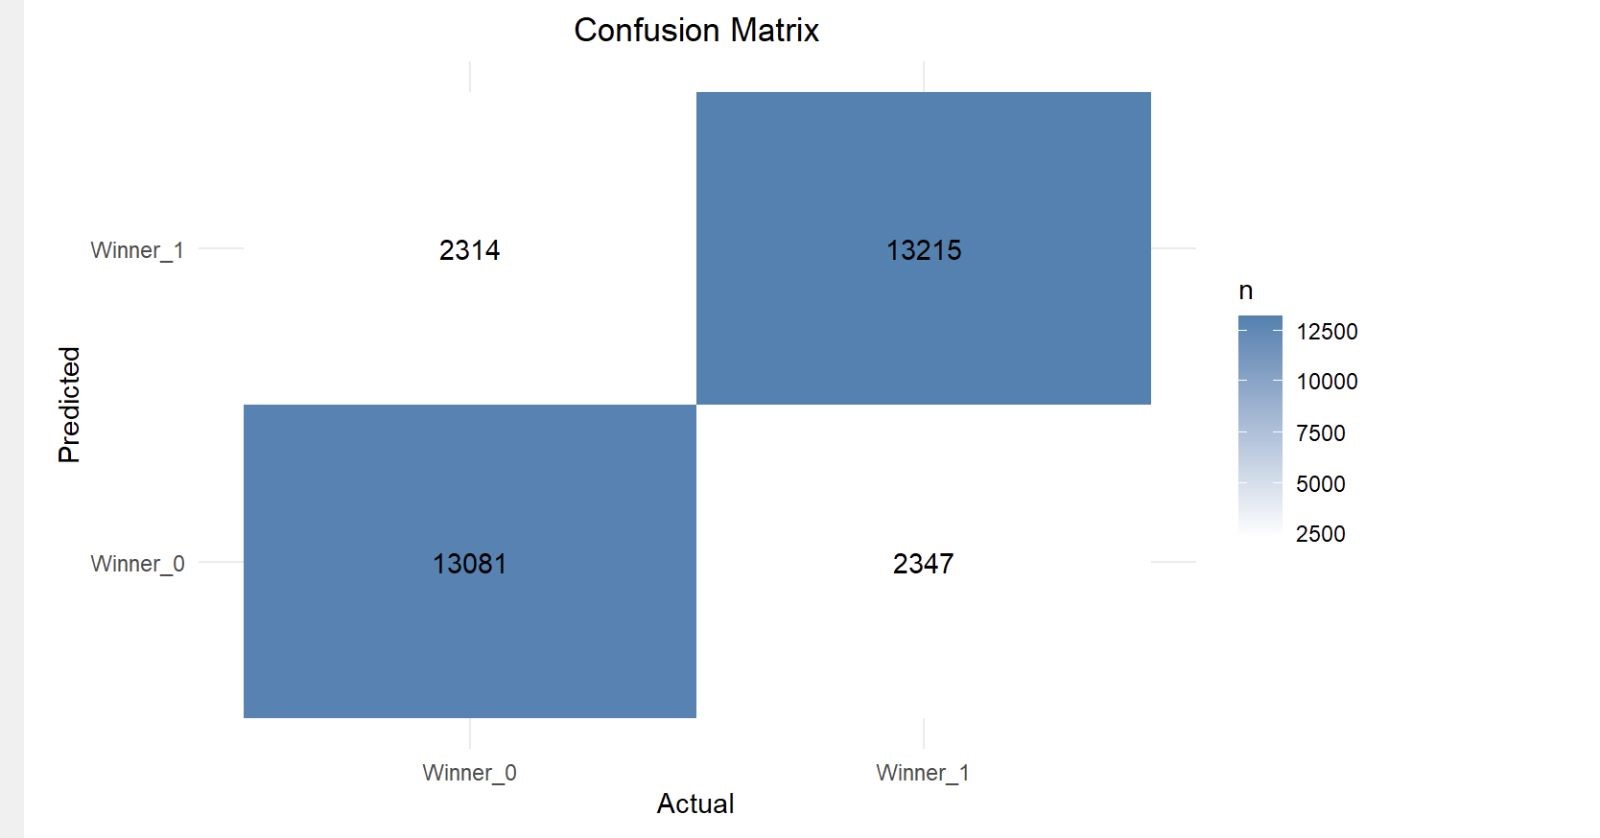 Confusion Matrix
Winner_1
2314
13215
n
12500
10000
7500
5000
2500
Predicted
Winner_0
13081
2347
Winner_0
Winner_1
Actual